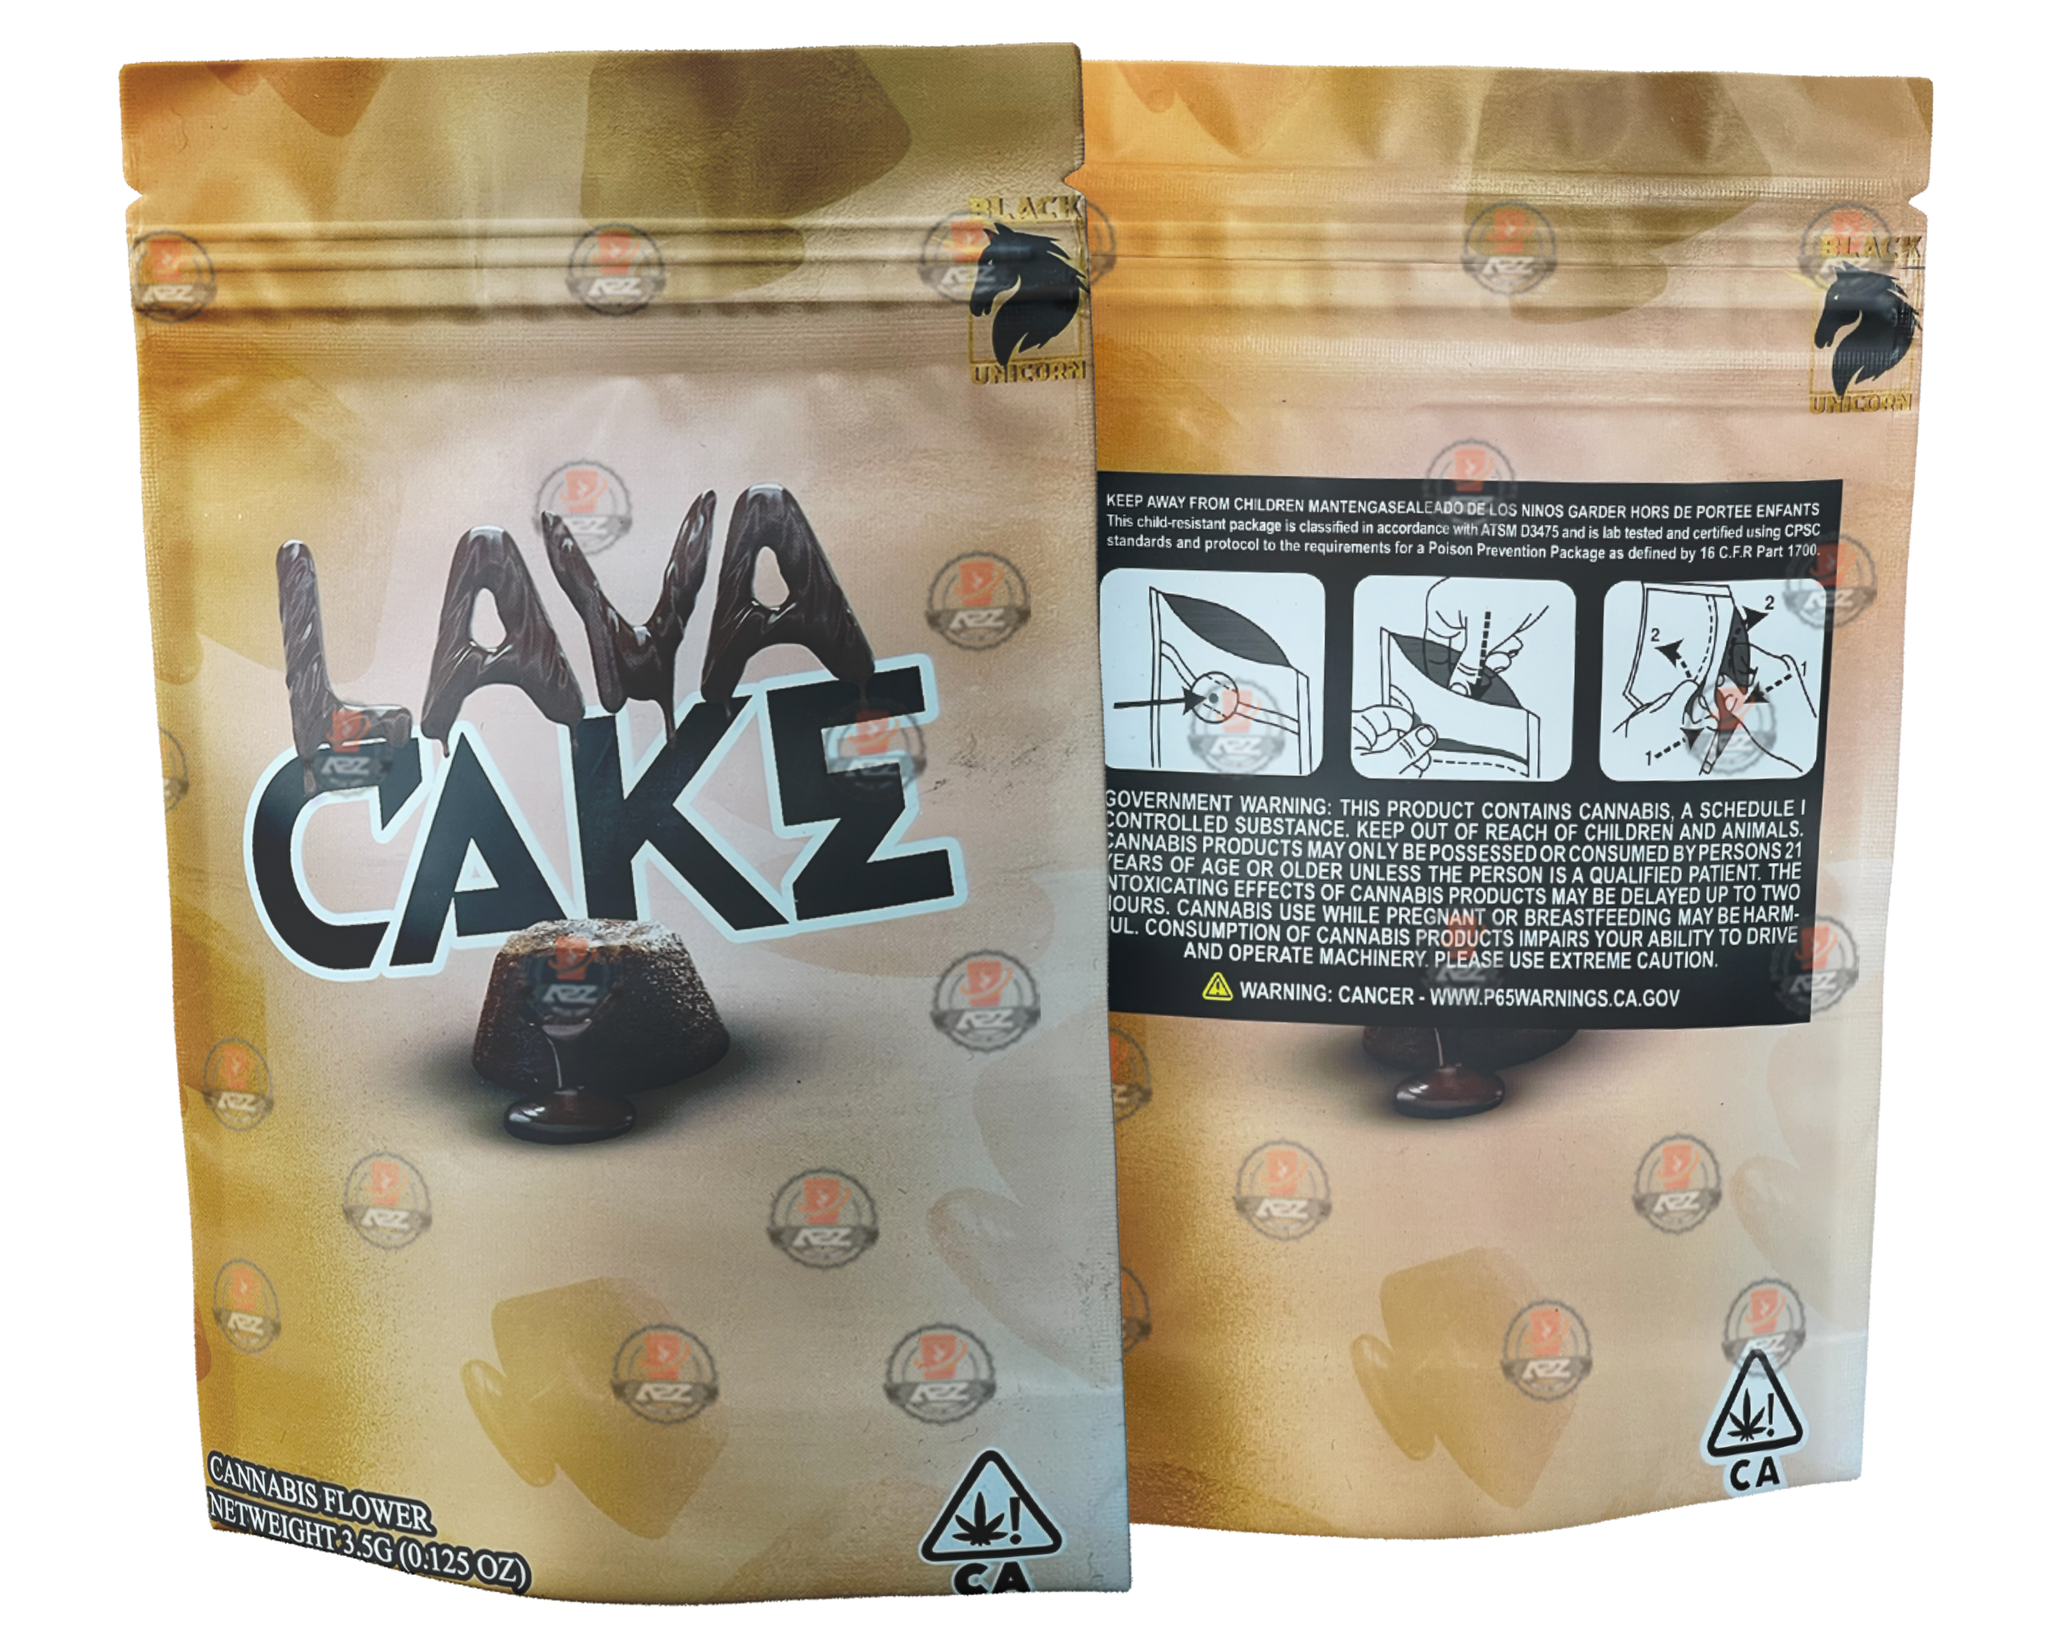 BLACK
UNICORN
LAVA
CAKE
CANNABIS FLOWER
NETWEIGHT 3.5G (0.125 OZ)
CA
BLACK
UNICORN
KEEP AWAY FROM CHILDREN MANTENGASEALEADO DE LOS NINOS GARDER HORS DE PORTEE ENFANTS
This child-resistant package is classified in accordance with ATSM D3475 and is lab tested and certified using CPSC
standards and protocol to the requirements for a Poison Prevention Package as defined by 16 C.F.R Part 1700.
2
2
1
1
GOVERNMENT WARNING: THIS PRODUCT CONTAINS CANNABIS, A SCHEDULE I
CONTROLLED SUBSTANCE. KEEP OUT OF REACH OF CHILDREN AND ANIMALS.
CANNABIS PRODUCTS MAY ONLY BE POSSESSED OR CONSUMED BY PERSONS 21
YEARS OF AGE OR OLDER UNLESS THE PERSON IS A QUALIFIED PATIENT. THE
NTOXICATING EFFECTS OF CANNABIS PRODUCTS MAY BE DELAYED UP TO TWO
HOURS. CANNABIS USE WHILE PREGNANT OR BREASTFEEDING MAY BE HARM-
UL. CONSUMPTION OF CANNABIS PRODUCTS IMPAIRS YOUR ABILITY TO DRIVE
AND OPERATE MACHINERY. PLEASE USE EXTREME CAUTION.
WARNING: CANCER - WWW.P65WARNINGS.CA.GOV
CA